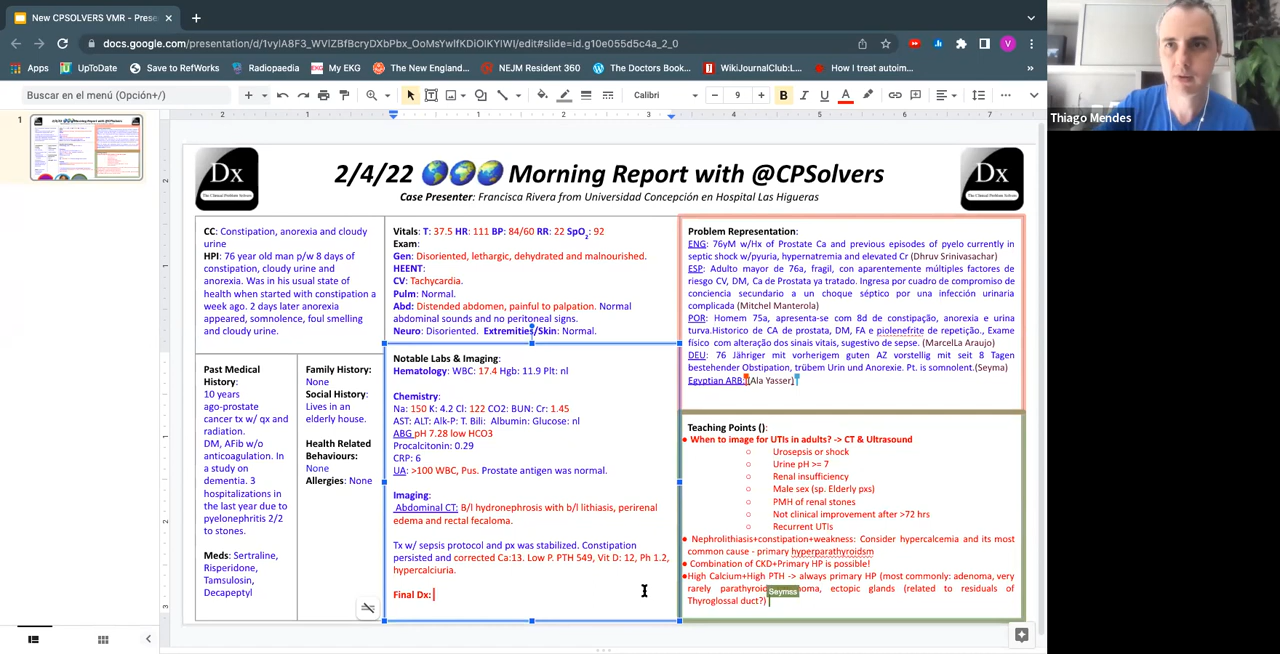 New CPSOLVERS VMR - Prese
docs.google.com/presentation/d/1vylA8F3_WVIZBfBcryDXbPbx_OoMsYwlfKDiOlKYIWI/edit#slide=id.g10e055d5c4a_2_0
Apps UpToDate Save to RefWorks Radiopaedia My EKG The New England... NEJM Resident 360 The Doctors Book... WikiJournalClub:L... How I treat autoim... »
Buscar en el menú (Opción+/) Calibri 9 B I U A
Thiago Mendes
1
Dx
The Clinical Problem Solvers
2/4/22 🌎🌍🌏 Morning Report with @CPSolvers
Case Presenter: Francisca Rivera from Universidad Concepción en Hospital Las Higueras
Dx
The Clinical Problem Solvers
CC: Constipation, anorexia and cloudy
urine
HPI: 76 year old man p/w 8 days of
constipation, cloudy urine and
anorexia. Was in his usual state of
health when started with constipation a
week ago. 2 days later anorexia
appeared, somnolence, foul smelling
and cloudy urine.
Past Medical
History:
10 years
ago-prostate
cancer tx w/ qx and
radiation.
DM, AFib w/o
anticoagulation. In
a study on
dementia. 3
hospitalizations in
the last year due to
pyelonephritis 2/2
to stones.
Meds: Sertraline,
Risperidone,
Tamsulosin,
Decapeptyl
Family History:
None
Social History:
Lives in an
elderly house.
Health Related
Behaviours:
None
Allergies: None
Vitals: T: 37.5 HR: 111 BP: 84/60 RR: 22 SpO2: 92
Exam:
Gen: Disoriented, lethargic, dehydrated and malnourished.
HEENT:
CV: Tachycardia.
Pulm: Normal.
Abd: Distended abdomen, painful to palpation. Normal
abdominal sounds and no peritoneal signs.
Neuro: Disoriented. Extremities/Skin: Normal.
Notable Labs & Imaging:
Hematology: WBC: 17.4 Hgb: 11.9 Plt: nl
Chemistry:
Na: 150 K: 4.2 Cl: 122 CO2: BUN: Cr: 1.45
AST: ALT: Alk-P: T. Bili: Albumin: Glucose: nl
ABG pH 7.28 low HCO3
Procalcitonin: 0.29
CRP: 6
UA: >100 WBC, Pus. Prostate antigen was normal.
Imaging:
Abdominal CT: B/l hydronephrosis with b/l lithiasis, perirenal
edema and rectal fecaloma.
Tx w/ sepsis protocol and px was stabilized. Constipation
persisted and corrected Ca:13. Low P. PTH 549, Vit D: 12, Ph 1.2,
hypercalciuria.
Final Dx:
Problem Representation:
ENG: 76yM w/Hx of Prostate Ca and previous episodes of pyelo currently in
septic shock w/pyuria, hypernatremia and elevated Cr (Dhruv Srinivasachar)
ESP: Adulto mayor de 76a, fragil, con aparentemente múltiples factores de
riesgo CV, DM, Ca de Prostata ya tratado. Ingresa por cuadro de compromiso de
conciencia secundario a un choque séptico por una infección urinaria
complicada (Mitchel Manterola)
POR: Homem 75a, apresenta-se com 8d de constipação, anorexia e urina
turva.Historico de CA de prostata, DM, FA e piolenefrite de repetição., Exame
físico com alteração dos sinais vitais, sugestivo de sepse. (MarcelLa Araujo)
DEU: 76 Jähriger mit vorherigem guten AZ vorstellig mit seit 8 Tagen
bestehender Obstipation, trübem Urin und Anorexie. Pt. is somnolent.(Seyma)
Egyptian ARB: (Ala Yasser)
Teaching Points ():
● When to image for UTIs in adults? -> CT & Ultrasound
○ Urosepsis or shock
○ Urine pH >= 7
○ Renal insufficiency
○ Male sex (sp. Elderly pxs)
○ PMH of renal stones
○ Not clinical improvement after >72 hrs
○ Recurrent UTIs
● Nephrolithiasis+constipation+weakness: Consider hypercalcemia and its most
common cause - primary hyperparathyroidsm
● Combination of CKD+Primary HP is possible!
●High Calcium+High PTH -> always primary HP (most commonly: adenoma, very
rarely parathyroid oma, ectopic glands (related to residuals of
Thyroglossal duct?)
Seymss